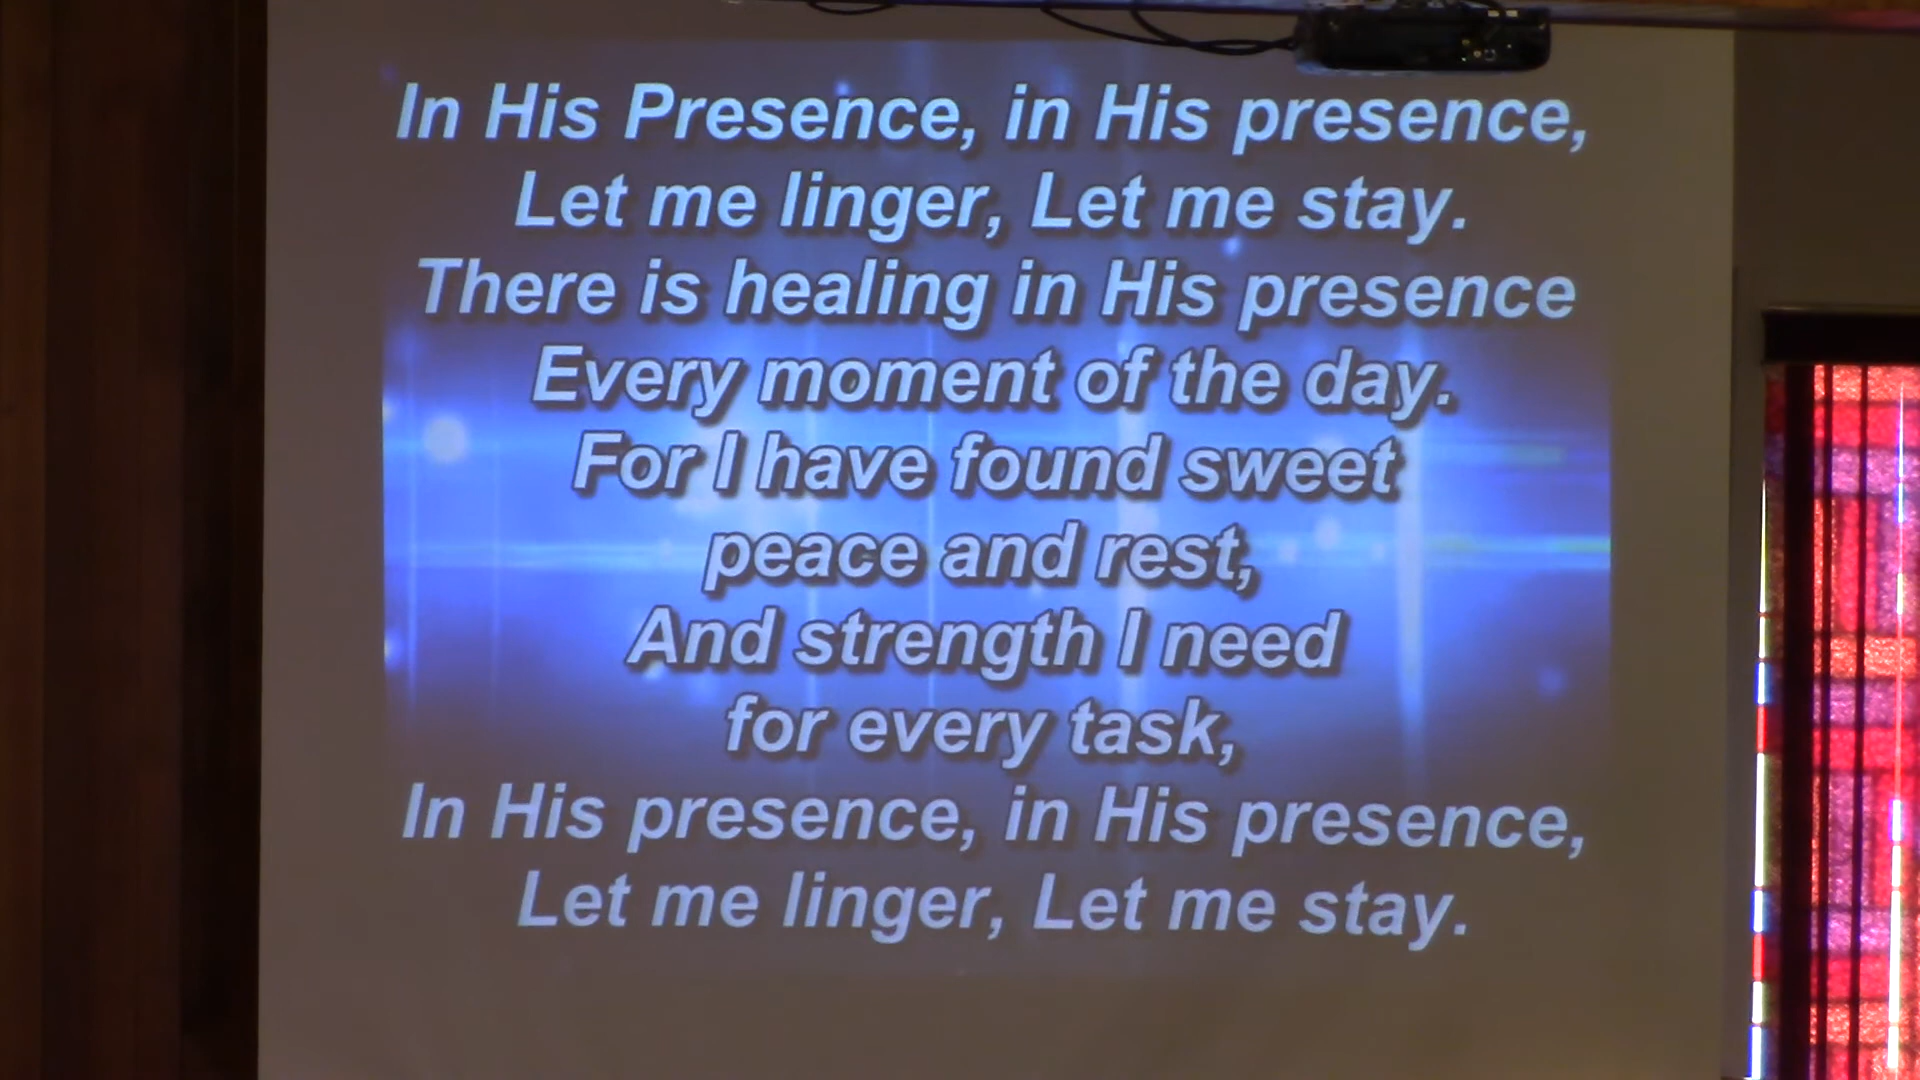 In His Presence, in His presence,
Let me linger, Let me stay.
There is healing in His presence
Every moment of the day.
For I have found sweet
peace and rest,
And strength I need
for every task,
In His presence, in His presence,
Let me linger, Let me stay.